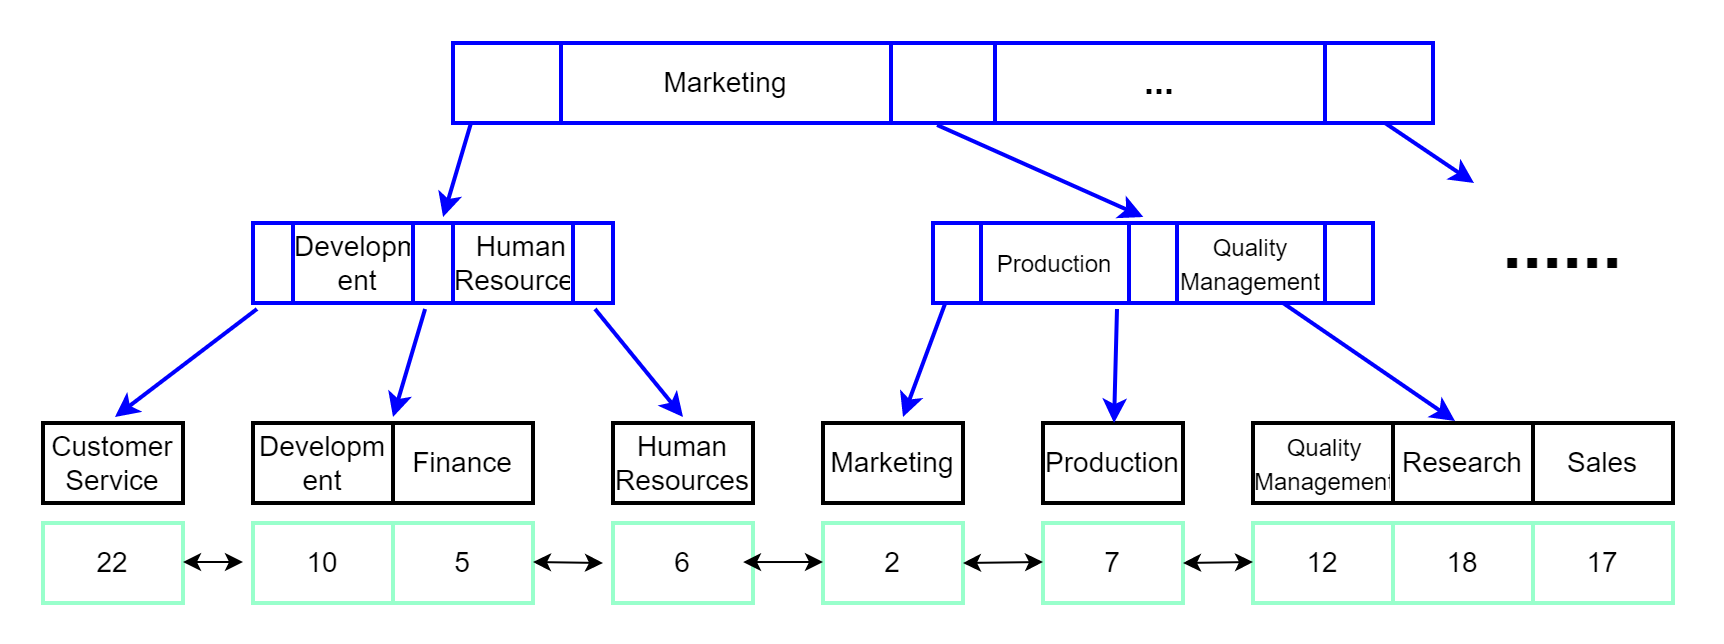 Marketing
...
Developm
ent
Human
Resource
Production
Quality
Management
......
Customer
Service
Developm
ent
Finance
Human
Resources
Marketing
Production
Quality
Management
Research
Sales
22
10
5
6
2
7
12
18
17